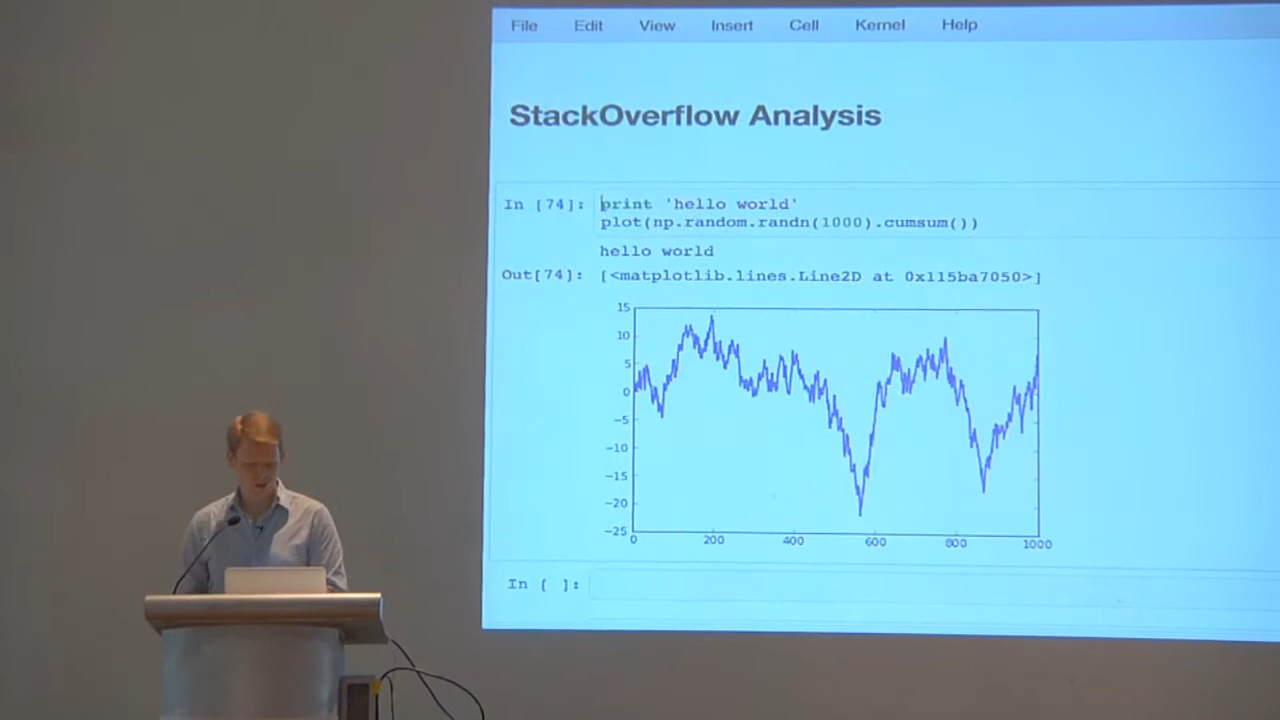 File Edit View Insert Cell Kernel Help
StackOverflow Analysis
In [74]: print 'hello world'
plot(np.random.randn(1000).cumsum())
hello world
Out[74]: [<matplotlib.lines.Line2D at 0x115ba7050>]
15
10
5
0
−5
−10
−15
−20
−25
0 200 400 600 800 1000
In [ ]: